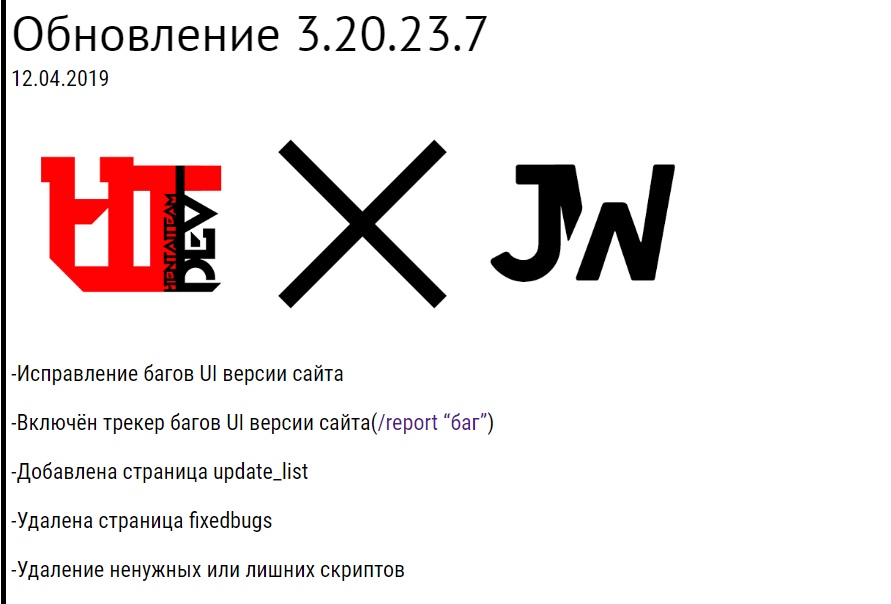 Обновление 3.20.23.7
12.04.2019
HT
HENTAITEAM
DEV
JW
-Исправление багов UI версии сайта
-Включён трекер багов UI версии сайта(/report “баг”)
-Добавлена страница update_list
-Удалена страница fixedbugs
-Удаление ненужных или лишних скриптов